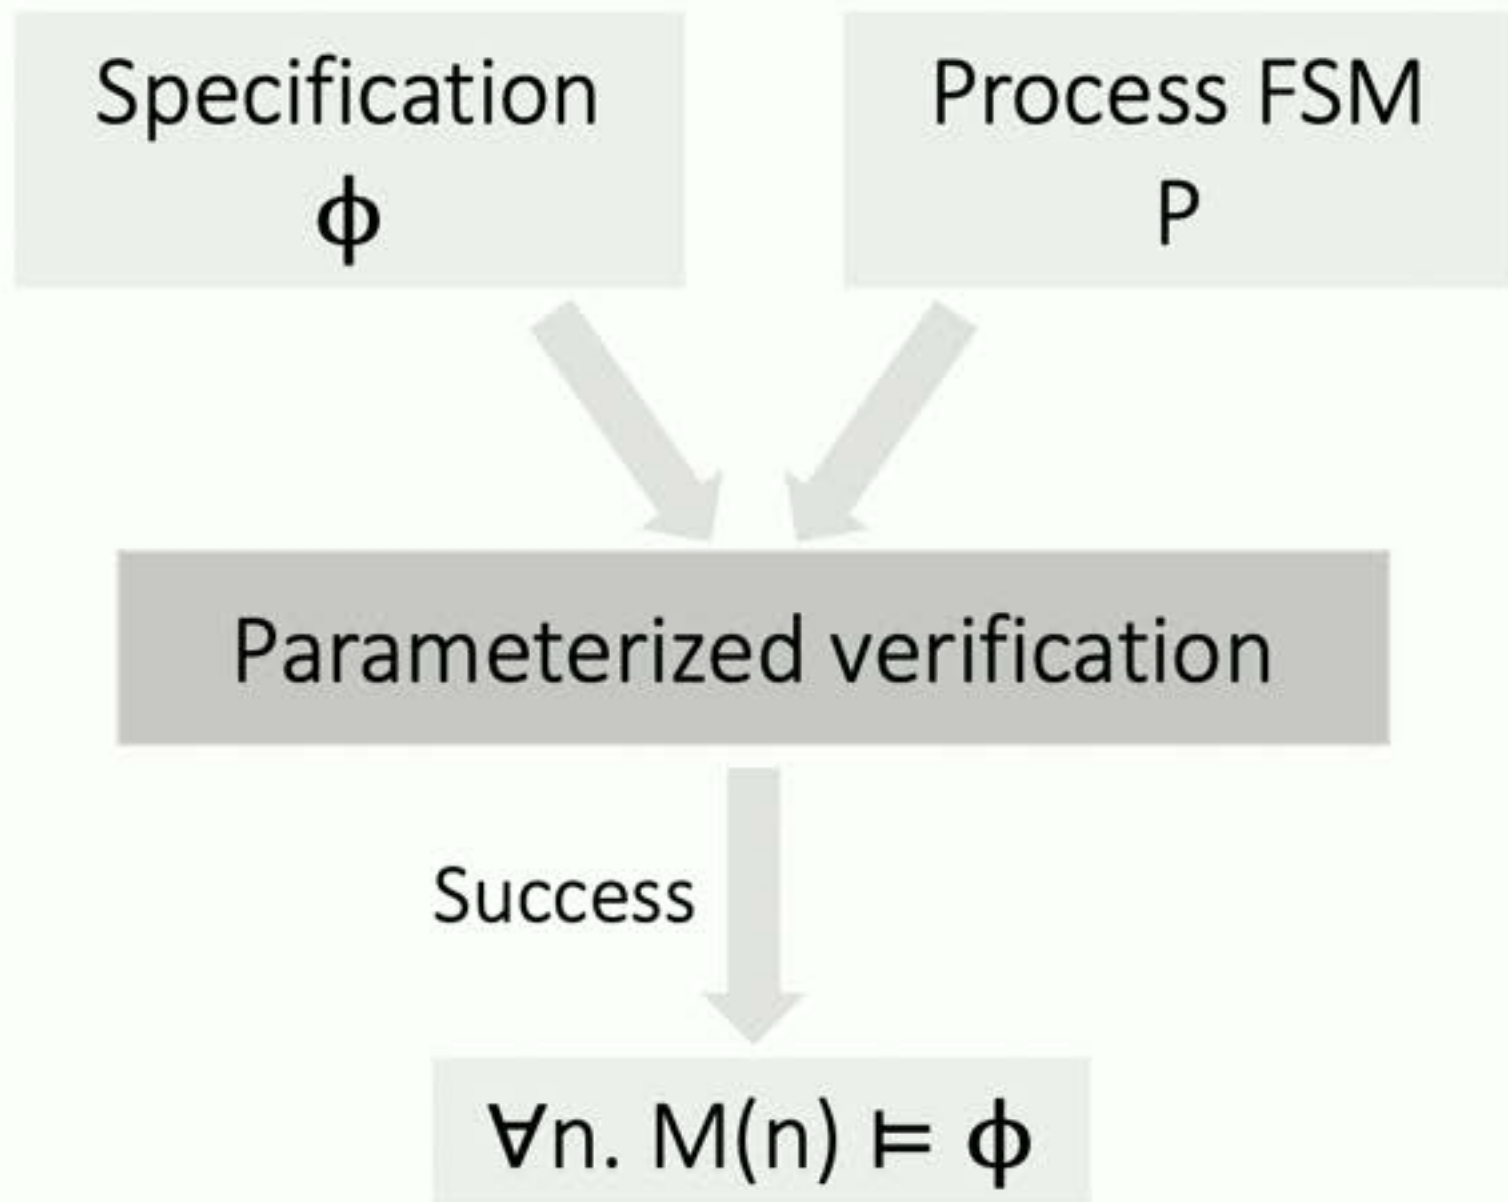 Specification
ϕ
Process FSM
P
Parameterized verification
Success
∀n. M(n) ⊨ ϕ